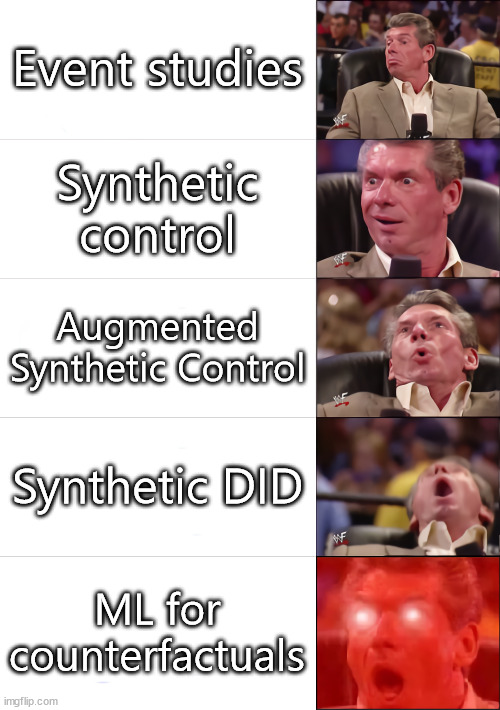 Event studies
Synthetic
control
Augmented
Synthetic Control
Synthetic DID
ML for
counterfactuals
imgflip.com